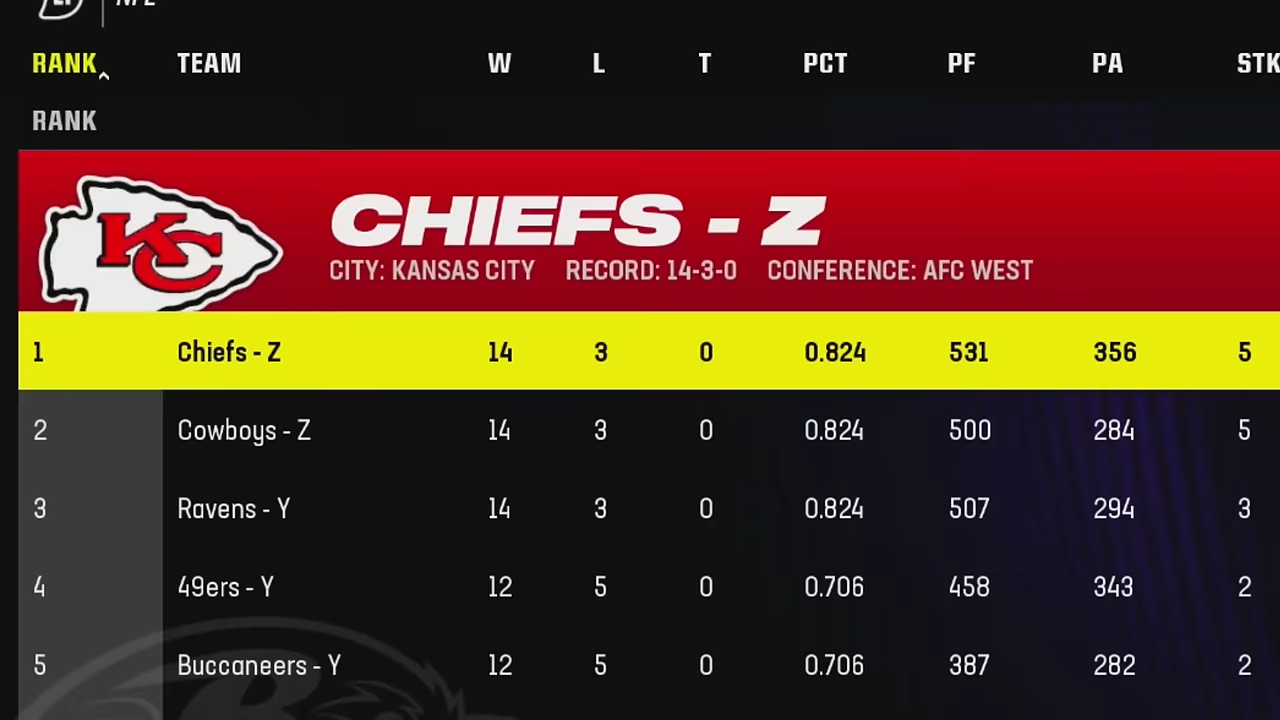 NFL
RANK TEAM W L T PCT PF PA STK
RANK
KC
CHIEFS - Z
CITY: KANSAS CITY RECORD: 14-3-0 CONFERENCE: AFC WEST
1 Chiefs - Z 14 3 0 0.824 531 356 5
2 Cowboys - Z 14 3 0 0.824 500 284 5
3 Ravens - Y 14 3 0 0.824 507 294 3
4 49ers - Y 12 5 0 0.706 458 343 2
5 Buccaneers - Y 12 5 0 0.706 387 282 2